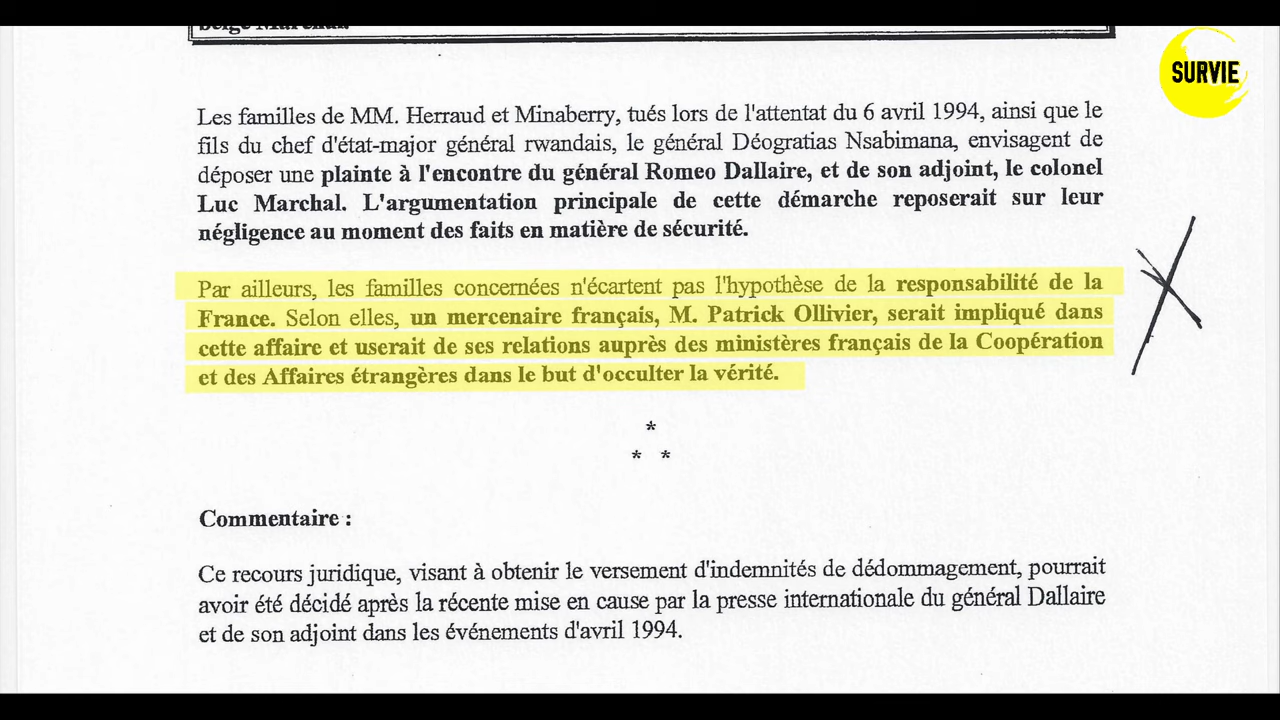 belge Marchal.
SURVIE
Les familles de MM. Herraud et Minaberry, tués lors de l'attentat du 6 avril 1994, ainsi que le
fils du chef d'état-major général rwandais, le général Déogratias Nsabimana, envisagent de
déposer une plainte à l'encontre du général Romeo Dallaire, et de son adjoint, le colonel
Luc Marchal. L'argumentation principale de cette démarche reposerait sur leur
négligence au moment des faits en matière de sécurité.
Par ailleurs, les familles concernées n'écartent pas l'hypothèse de la responsabilité de la
France. Selon elles, un mercenaire français, M. Patrick Ollivier, serait impliqué dans
cette affaire et userait de ses relations auprès des ministères français de la Coopération
et des Affaires étrangères dans le but d'occulter la vérité.
*
* *
Commentaire :
Ce recours juridique, visant à obtenir le versement d'indemnités de dédommagement, pourrait
avoir été décidé après la récente mise en cause par la presse internationale du général Dallaire
et de son adjoint dans les événements d'avril 1994.